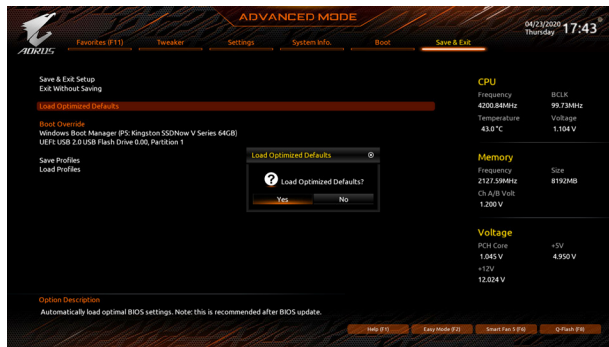 ADVANCED MODE
04/23/2020
Thursday
17:43
AORUS
Favorites (F11) Tweaker Settings System Info. Boot Save & Exit
Save & Exit Setup
Exit Without Saving
Load Optimized Defaults
Boot Override
Windows Boot Manager (P5: Kingston SSDNow V Series 64GB)
UEFI: USB 2.0 USB Flash Drive 0.00, Partition 1
Save Profiles
Load Profiles
Load Optimized Defaults
Load Optimized Defaults?
Yes No
CPU
Frequency BCLK
4200.84MHz 99.73MHz
Temperature Voltage
43.0 °C 1.104 V
Memory
Frequency Size
2127.59MHz 8192MB
Ch A/B Volt
1.200 V
Voltage
PCH Core +5V
1.045 V 4.950 V
+12V
12.024 V
Option Description
Automatically load optimal BIOS settings. Note: this is recommended after BIOS update.
Help (F1) Easy Mode (F2) Smart Fan 5 (F6) Q-Flash (F8)